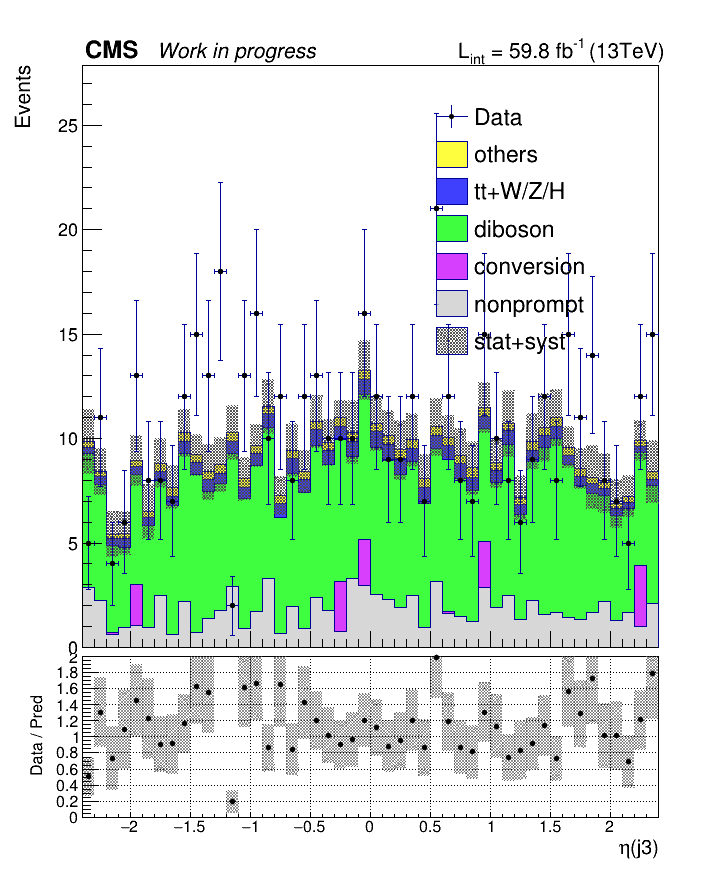 CMS Work in progress L_int = 59.8 fb^-1 (13TeV)
Events
25
20
15
10
5
0
Data
others
tt+W/Z/H
diboson
conversion
nonprompt
stat+syst
Data / Pred
2
1.8
1.6
1.4
1.2
1
0.8
0.6
0.4
0.2
0
−2 −1.5 −1 −0.5 0 0.5 1 1.5 2
η(j3)